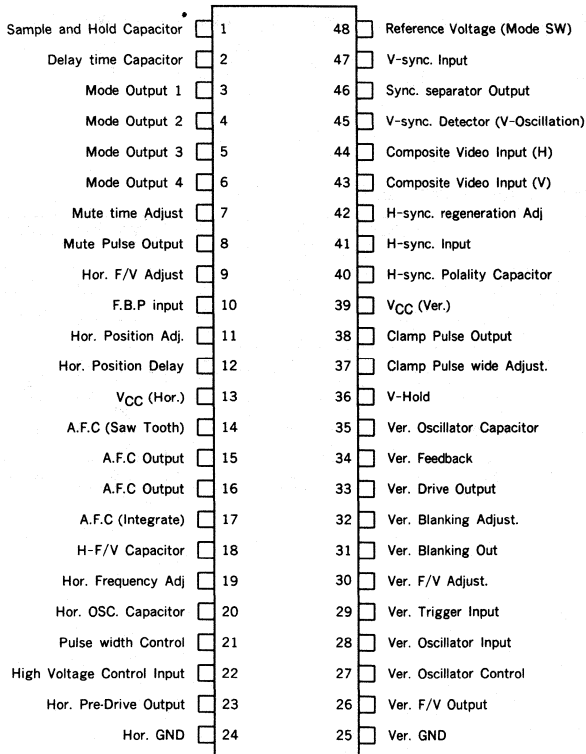 Sample and Hold Capacitor 1 48 Reference Voltage (Mode SW)
Delay time Capacitor 2 47 V-sync. Input
Mode Output 1 3 46 Sync. separator Output
Mode Output 2 4 45 V-sync. Detector (V-Oscillation)
Mode Output 3 5 44 Composite Video Input (H)
Mode Output 4 6 43 Composite Video Input (V)
Mute time Adjust 7 42 H-sync. regeneration Adj
Mute Pulse Output 8 41 H-sync. Input
Hor. F/V Adjust 9 40 H-sync. Polality Capacitor
F.B.P input 10 39 VCC (Ver.)
Hor. Position Adj. 11 38 Clamp Pulse Output
Hor. Position Delay 12 37 Clamp Pulse wide Adjust.
VCC (Hor.) 13 36 V-Hold
A.F.C (Saw Tooth) 14 35 Ver. Oscillator Capacitor
A.F.C Output 15 34 Ver. Feedback
A.F.C Output 16 33 Ver. Drive Output
A.F.C (Integrate) 17 32 Ver. Blanking Adjust.
H-F/V Capacitor 18 31 Ver. Blanking Out
Hor. Frequency Adj 19 30 Ver. F/V Adjust.
Hor. OSC. Capacitor 20 29 Ver. Trigger Input
Pulse width Control 21 28 Ver. Oscillator Input
High Voltage Control Input 22 27 Ver. Oscillator Control
Hor. Pre-Drive Output 23 26 Ver. F/V Output
Hor. GND 24 25 Ver. GND